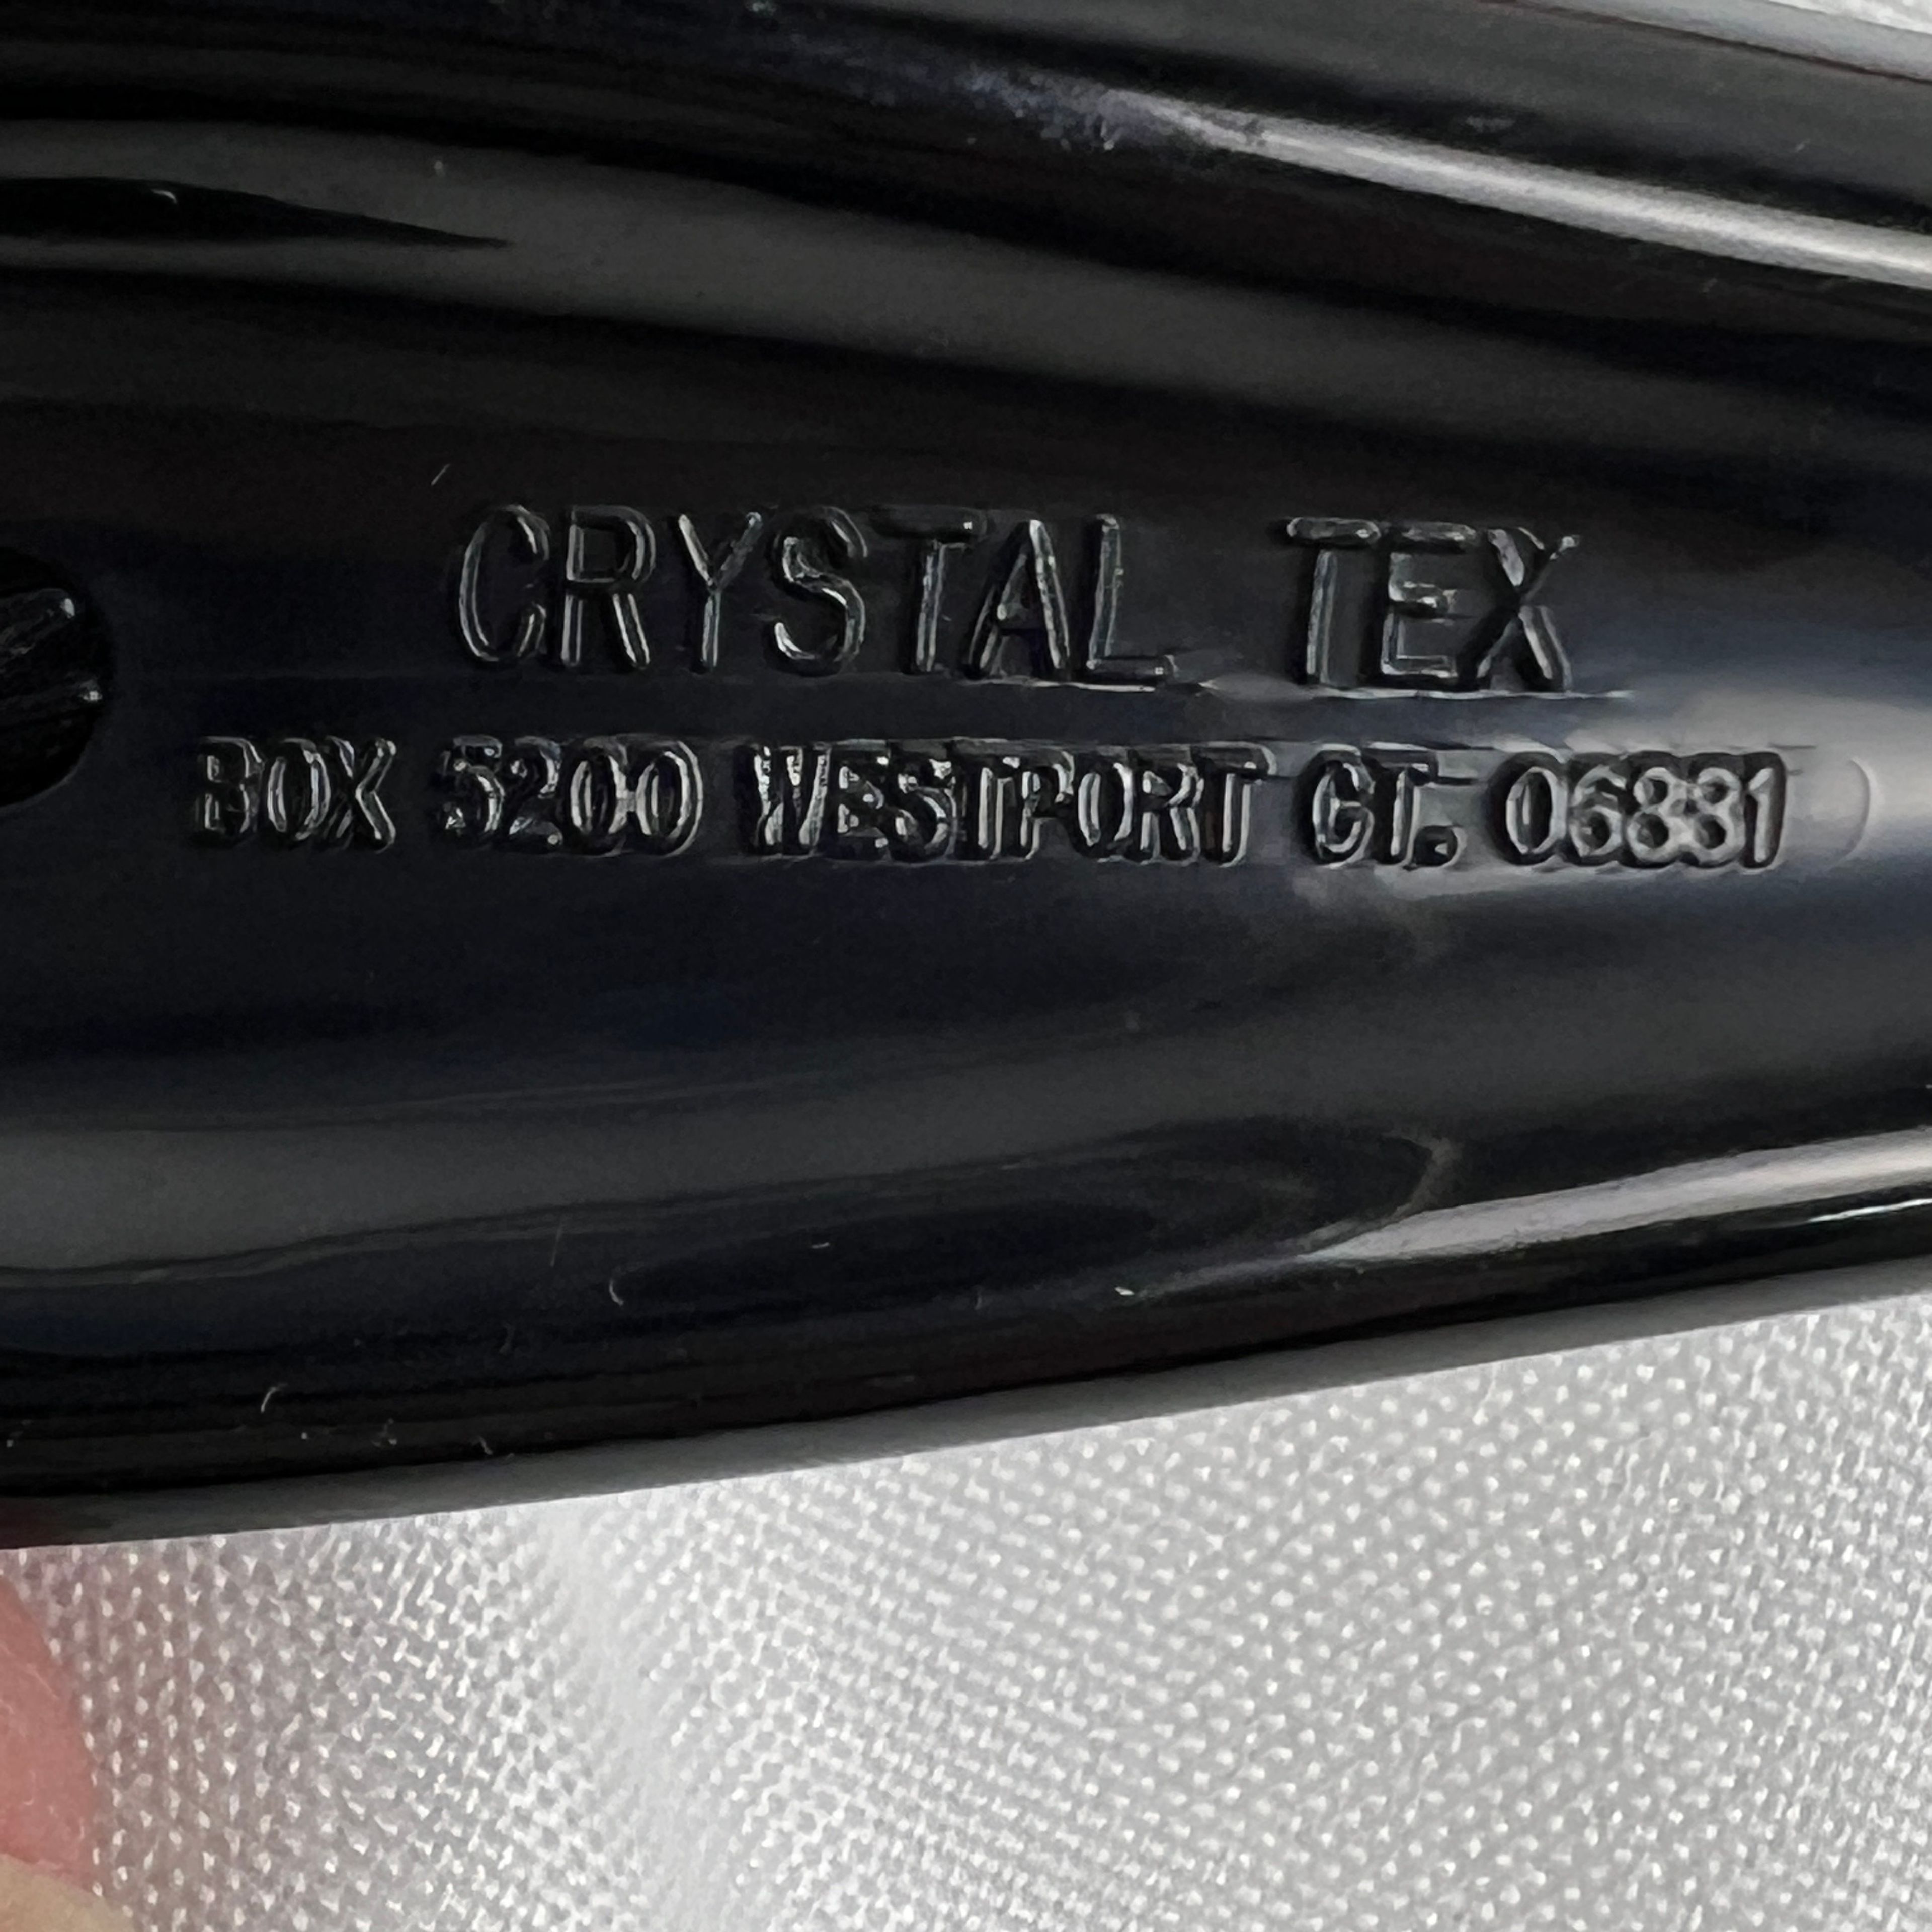 CRYSTAL TEX
BOX 5200 WESTPORT CT. 06881